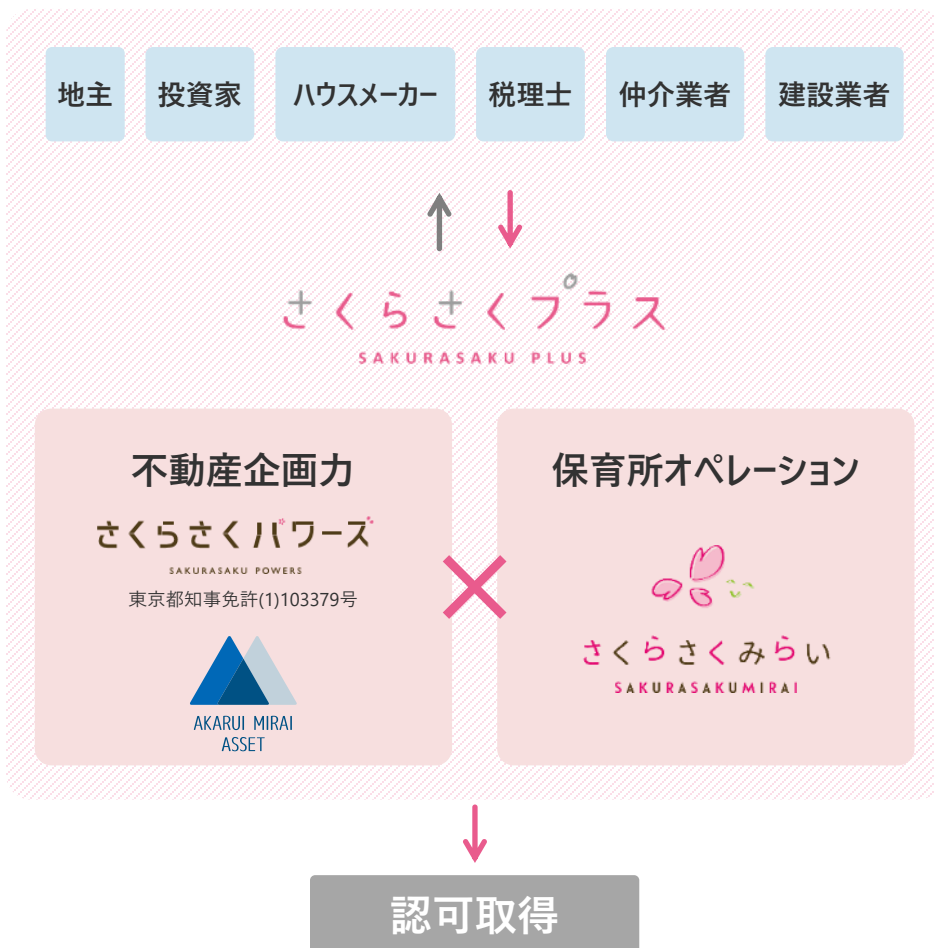 地主
投資家
ハウスメーカー
税理士
仲介業者
建設業者
さくらさくプラス
SAKURASAKU PLUS
不動産企画力
さくらさくパワーズ
SAKURASAKU POWERS
東京都知事免許(1)103379号
AKARUI MIRAI
ASSET
保育所オペレーション
さくらさくみらい
SAKURASAKUMIRAI
認可取得